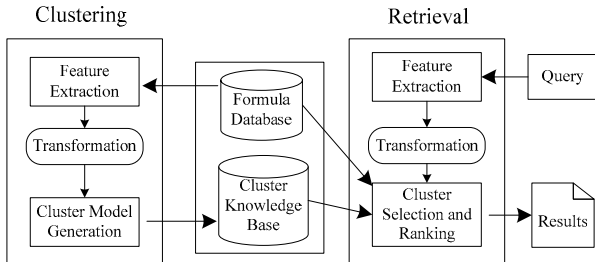 Clustering
Retrieval
Feature
Extraction
Transformation
Cluster Model
Generation
Formula
Database
Cluster
Knowledge
Base
Feature
Extraction
Transformation
Cluster
Selection and
Ranking
Query
Results